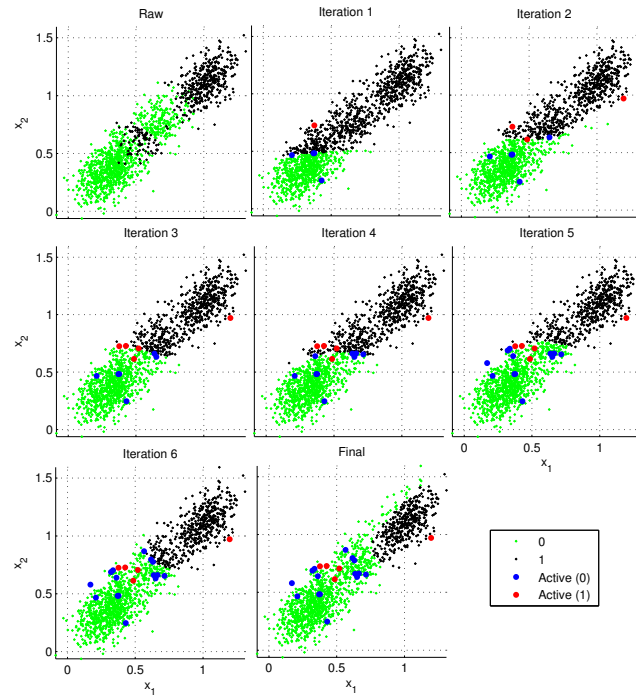 Raw
Iteration 1
Iteration 2
1.5
1
0.5
0
x2
Iteration 3
Iteration 4
Iteration 5
1.5
1
0.5
0
x2
0
0.5
1
x1
Iteration 6
Final
1.5
1
0.5
0
x2
0
0.5
1
x1
0
0.5
1
x1
0
1
Active (0)
Active (1)